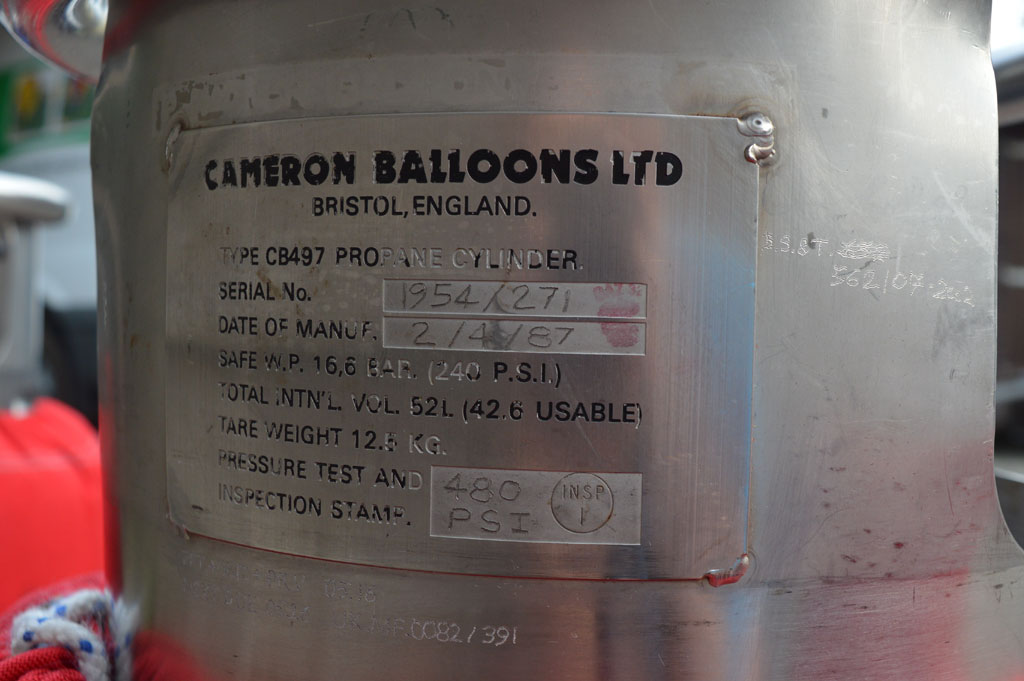 CAMERON BALLOONS LTD
BRISTOL, ENGLAND.
TYPE CB497 PROPANE CYLINDER.
SERIAL No. 1954/271
DATE OF MANUF. 2/4/87
SAFE W.P. 16,6 BAR. (240 P.S.I.)
TOTAL INTN'L. VOL. 52L (42.6 USABLE)
TARE WEIGHT 12.5 KG.
PRESSURE TEST AND
INSPECTION STAMP.
480
PSI
INSP
1
S.S.&T.
562/07-2022
0082/391